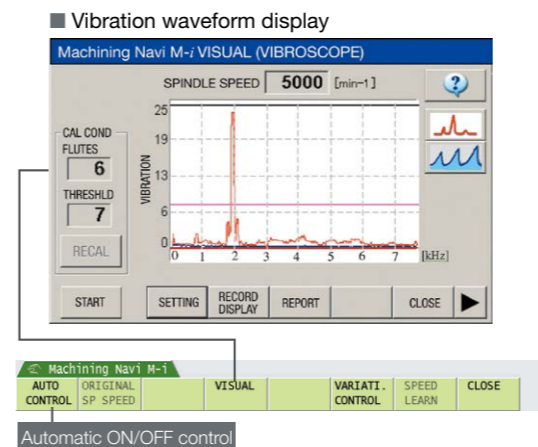 ■ Vibration waveform display
Machining Navi M-i VISUAL (VIBROSCOPE)
SPINDLE SPEED 5000 [min-1]
?
CAL COND
FLUTES
6
THRESHLD
7
RECAL
VIBRATION
25
19
13
6
0
0 1 2 3 4 5 6 7 [kHz]
START SETTING RECORD DISPLAY REPORT CLOSE
Machining Navi M-i
AUTO CONTROL ORIGINAL SP SPEED VISUAL VARIATI. CONTROL SPEED LEARN CLOSE
Automatic ON/OFF control